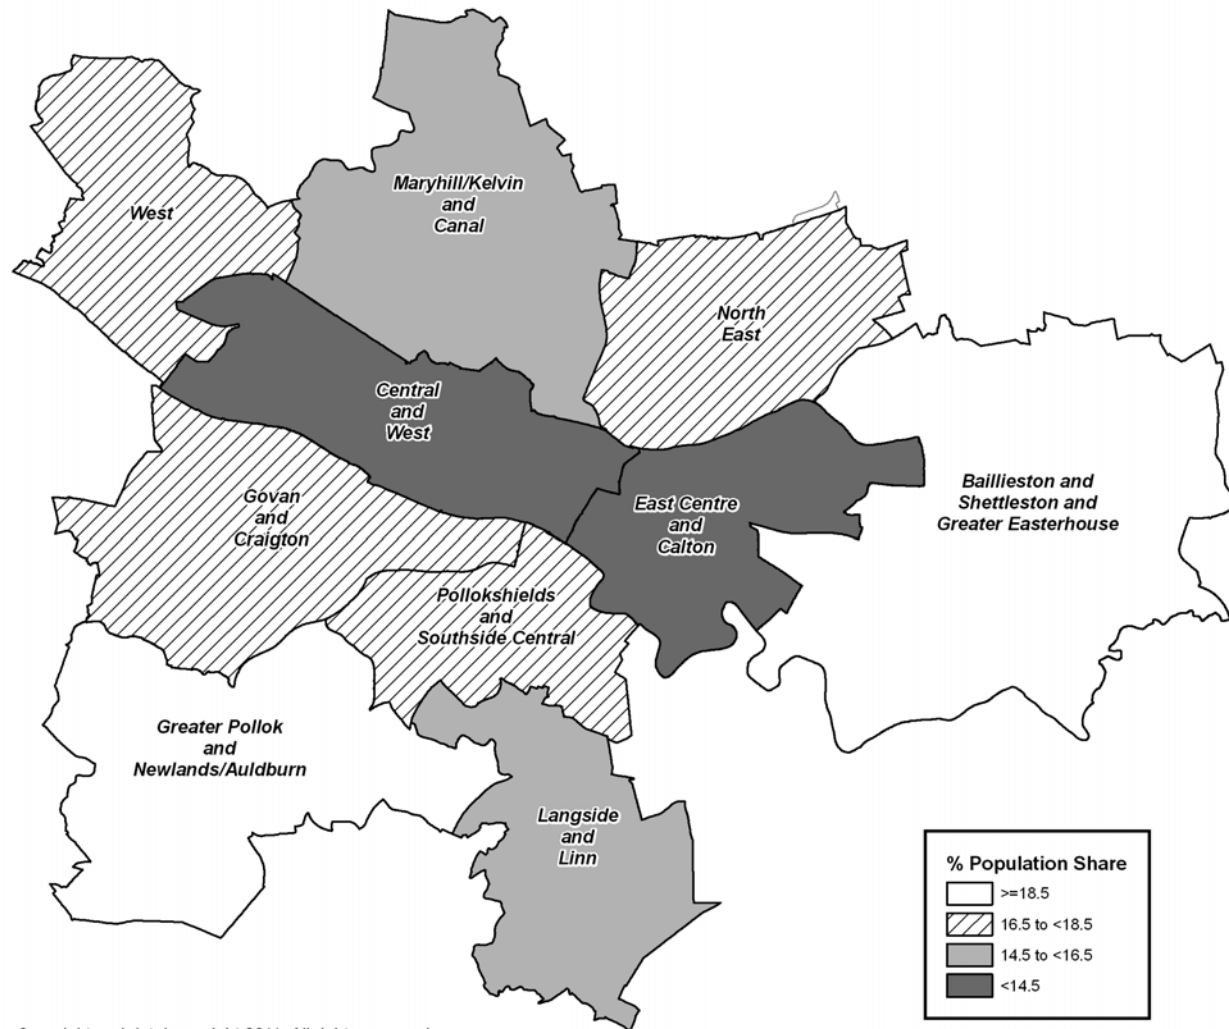 Maryhill/Kelvin
and
Canal
West
North
East
Central
and
West
Baillieston and
Shettleston and
Greater Easterhouse
Govan
and
Craigton
East Centre
and
Calton
Pollokshields
and
Southside Central
Greater Pollok
and
Newlands/Auldburn
Langside
and
Linn
% Population Share
>=18.5
16.5 to <18.5
14.5 to <16.5
<14.5